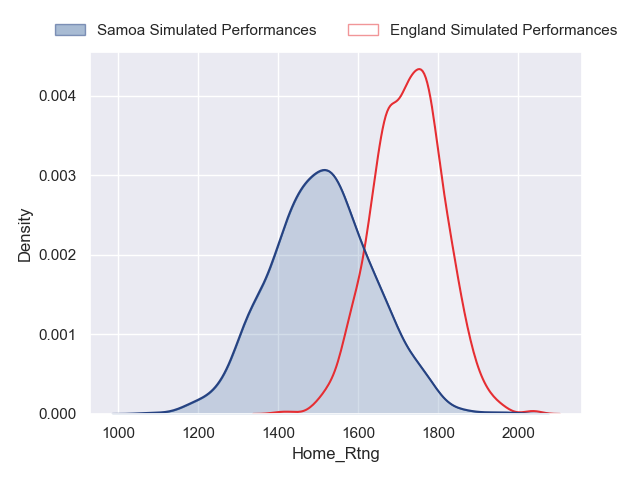 Samoa Simulated Performances England Simulated Performances
0.004
0.003
0.002
0.001
0.000
Density
1000 1200 1400 1600 1800 2000
Home_Rtng